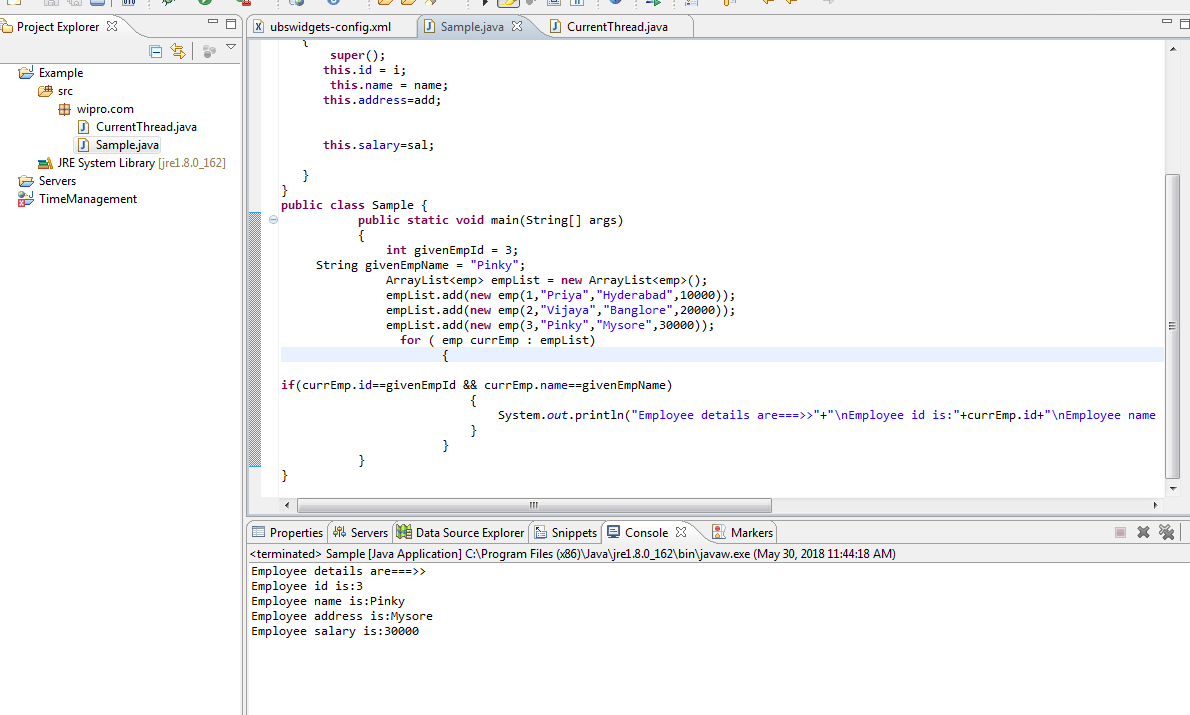 Project Explorer
Example
src
wipro.com
CurrentThread.java
Sample.java
JRE System Library [jre1.8.0_162]
Servers
TimeManagement
ubswidgets-config.xml
Sample.java
CurrentThread.java
{
super();
this.id = i;
this.name = name;
this.address=add;
this.salary=sal;
}
}
public class Sample {
public static void main(String[] args)
{
int givenEmpId = 3;
String givenEmpName = "Pinky";
ArrayList<emp> empList = new ArrayList<emp>();
empList.add(new emp(1,"Priya","Hyderabad",10000));
empList.add(new emp(2,"Vijaya","Banglore",20000));
empList.add(new emp(3,"Pinky","Mysore",30000));
for ( emp currEmp : empList)
{
if(currEmp.id==givenEmpId && currEmp.name==givenEmpName)
{
System.out.println("Employee details are===>>"+"\nEmployee id is:"+currEmp.id+"\nEmployee name
}
}
}
}
Properties Servers Data Source Explorer Snippets Console Markers
<terminated> Sample [Java Application] C:\Program Files (x86)\Java\jre1.8.0_162\bin\javaw.exe (May 30, 2018 11:44:18 AM)
Employee details are===>>
Employee id is:3
Employee name is:Pinky
Employee address is:Mysore
Employee salary is:30000